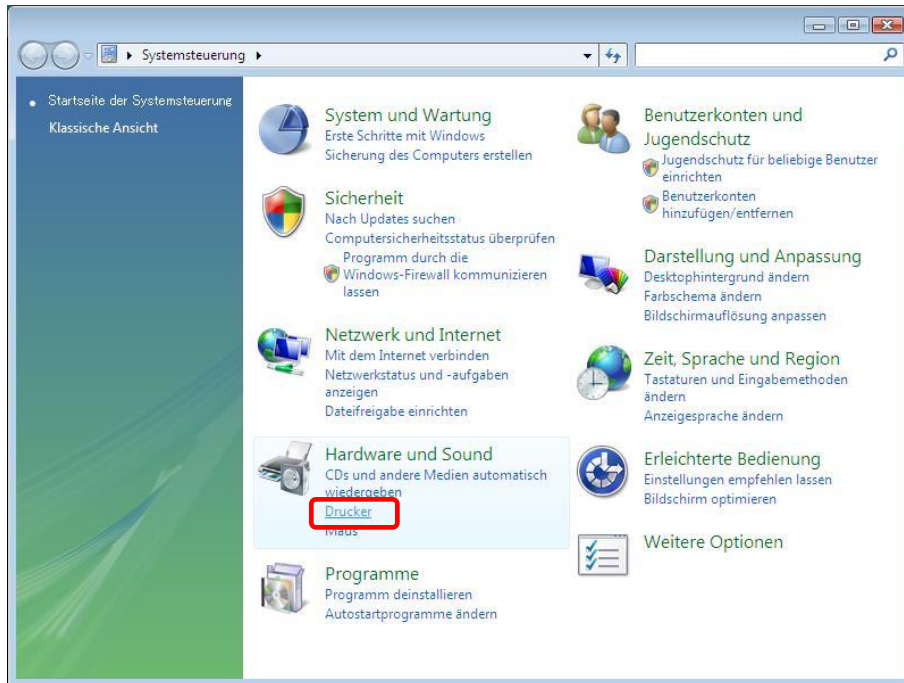 Systemsteuerung
Startseite der Systemsteuerung
Klassische Ansicht
System und Wartung
Erste Schritte mit Windows
Sicherung des Computers erstellen
Sicherheit
Nach Updates suchen
Computersicherheitsstatus überprüfen
Programm durch die
Windows-Firewall kommunizieren
lassen
Netzwerk und Internet
Mit dem Internet verbinden
Netzwerkstatus und -aufgaben
anzeigen
Dateifreigabe einrichten
Hardware und Sound
CDs und andere Medien automatisch
wiedergeben
Drucker
Maus
Programme
Programm deinstallieren
Autostartprogramme ändern
Benutzerkonten und
Jugendschutz
Jugendschutz für beliebige Benutzer
einrichten
Benutzerkonten
hinzufügen/entfernen
Darstellung und Anpassung
Desktophintergrund ändern
Farbschema ändern
Bildschirmauflösung anpassen
Zeit, Sprache und Region
Tastaturen und Eingabemethoden
ändern
Anzeigesprache ändern
Erleichterte Bedienung
Einstellungen empfehlen lassen
Bildschirm optimieren
Weitere Optionen